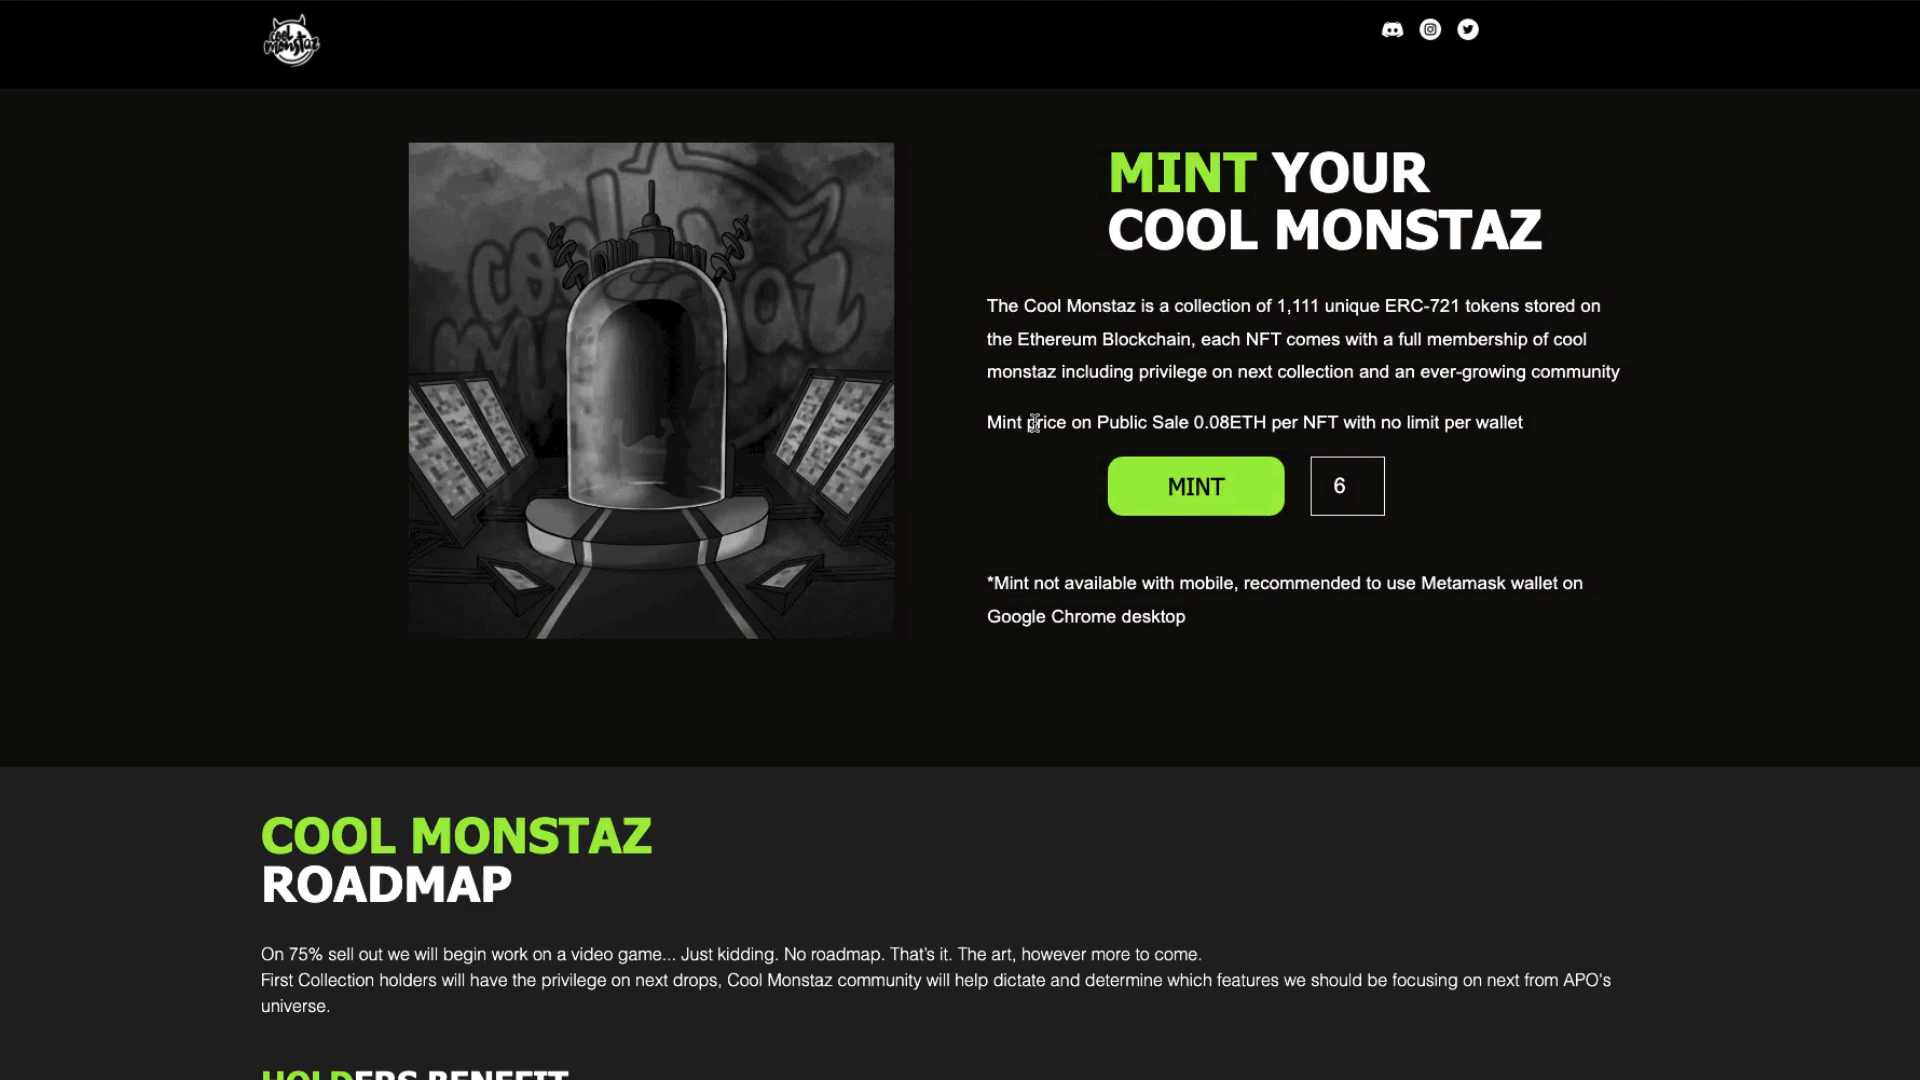 cool
monstaz
MINT YOUR
COOL MONSTAZ
The Cool Monstaz is a collection of 1,111 unique ERC-721 tokens stored on
the Ethereum Blockchain, each NFT comes with a full membership of cool
monstaz including privilege on next collection and an ever-growing community
Mint price on Public Sale 0.08ETH per NFT with no limit per wallet
MINT
6
*Mint not available with mobile, recommended to use Metamask wallet on
Google Chrome desktop
COOL MONSTAZ
ROADMAP
On 75% sell out we will begin work on a video game... Just kidding. No roadmap. That's it. The art, however more to come.
First Collection holders will have the privilege on next drops, Cool Monstaz community will help dictate and determine which features we should be focusing on next from APO's
universe.
HOLDERS BENEFIT